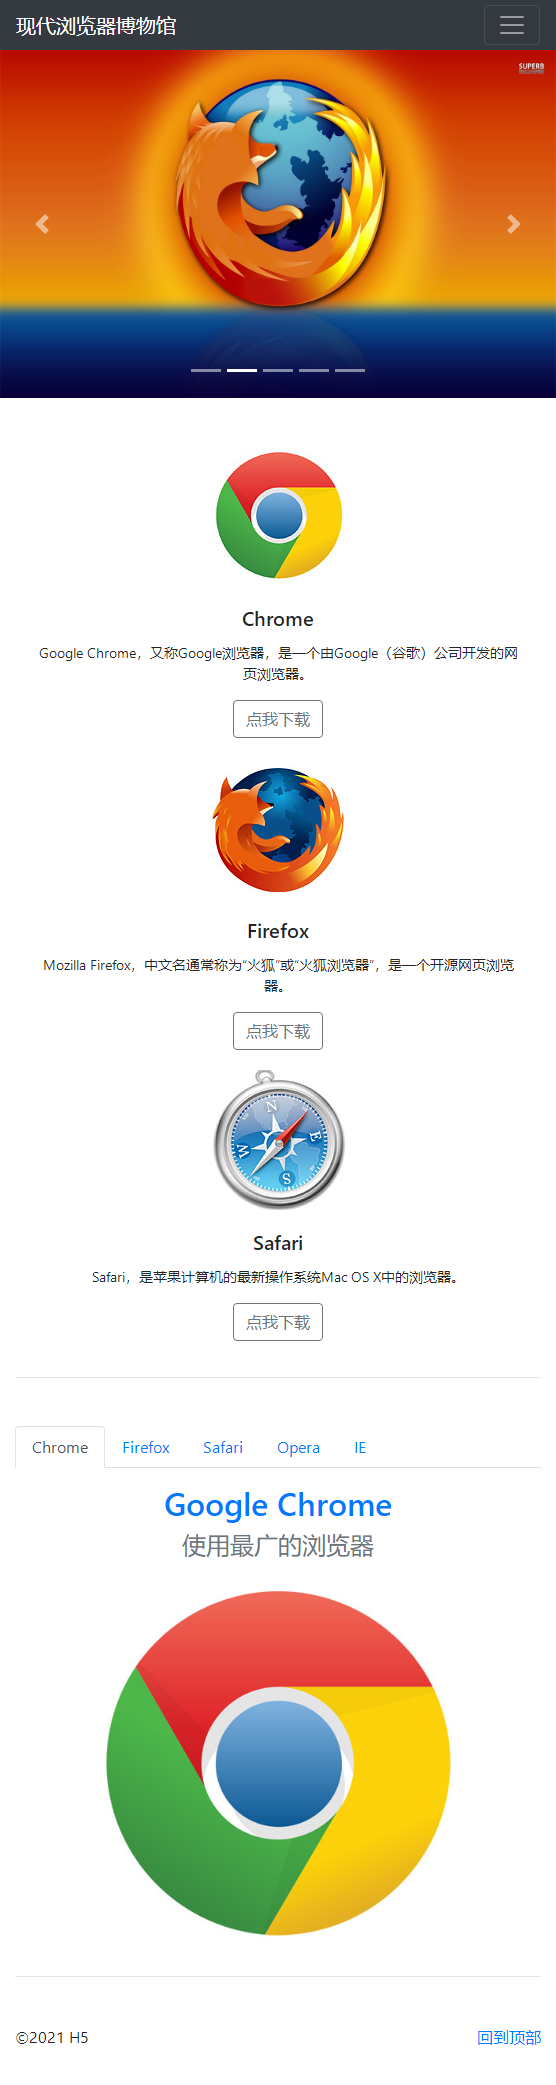 现代浏览器博物馆
SUPERB
Chrome
Google Chrome，又称Google浏览器，是一个由Google（谷歌）公司开发的网
页浏览器。
点我下载
Firefox
Mozilla Firefox，中文名通常称为“火狐”或“火狐浏览器”，是一个开源网页浏览
器。
点我下载
N
E
W
S
Safari
Safari，是苹果计算机的最新操作系统Mac OS X中的浏览器。
点我下载
Chrome Firefox Safari Opera IE
Google Chrome
使用最广的浏览器
©2021 H5 回到顶部